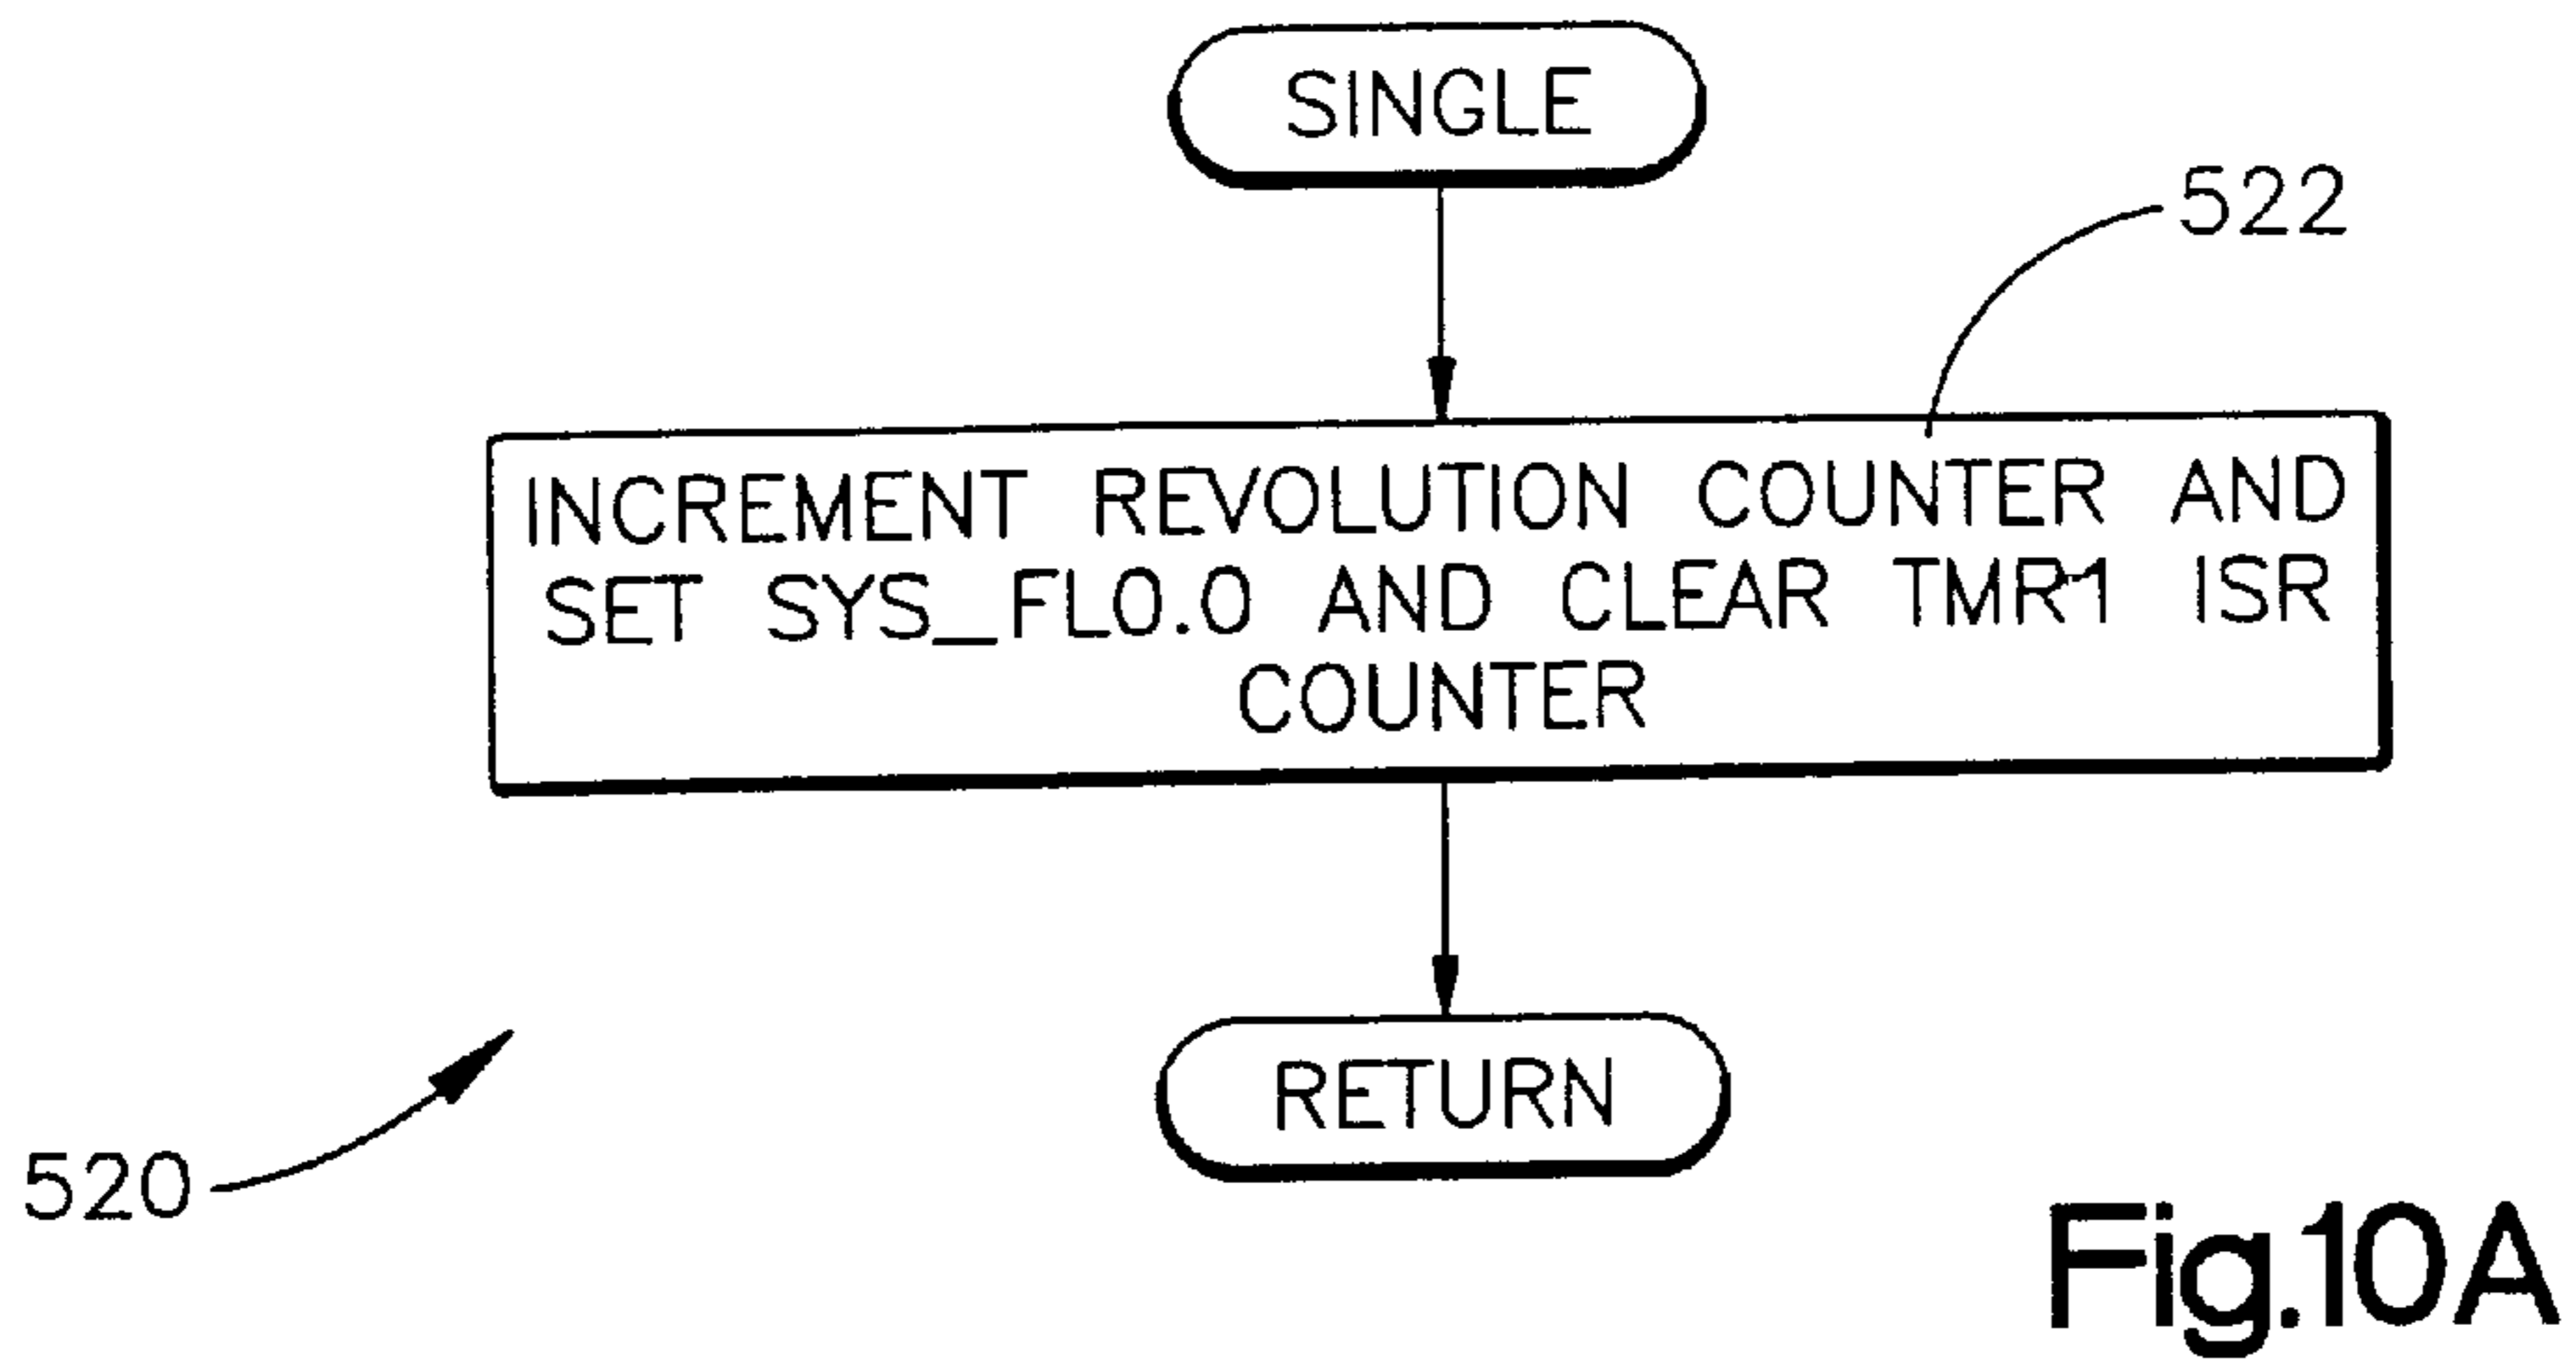 SINGLE
522
INCREMENT REVOLUTION COUNTER AND
SET SYS_FL0.0 AND CLEAR TMR1 ISR
COUNTER
RETURN
520
Fig.10A